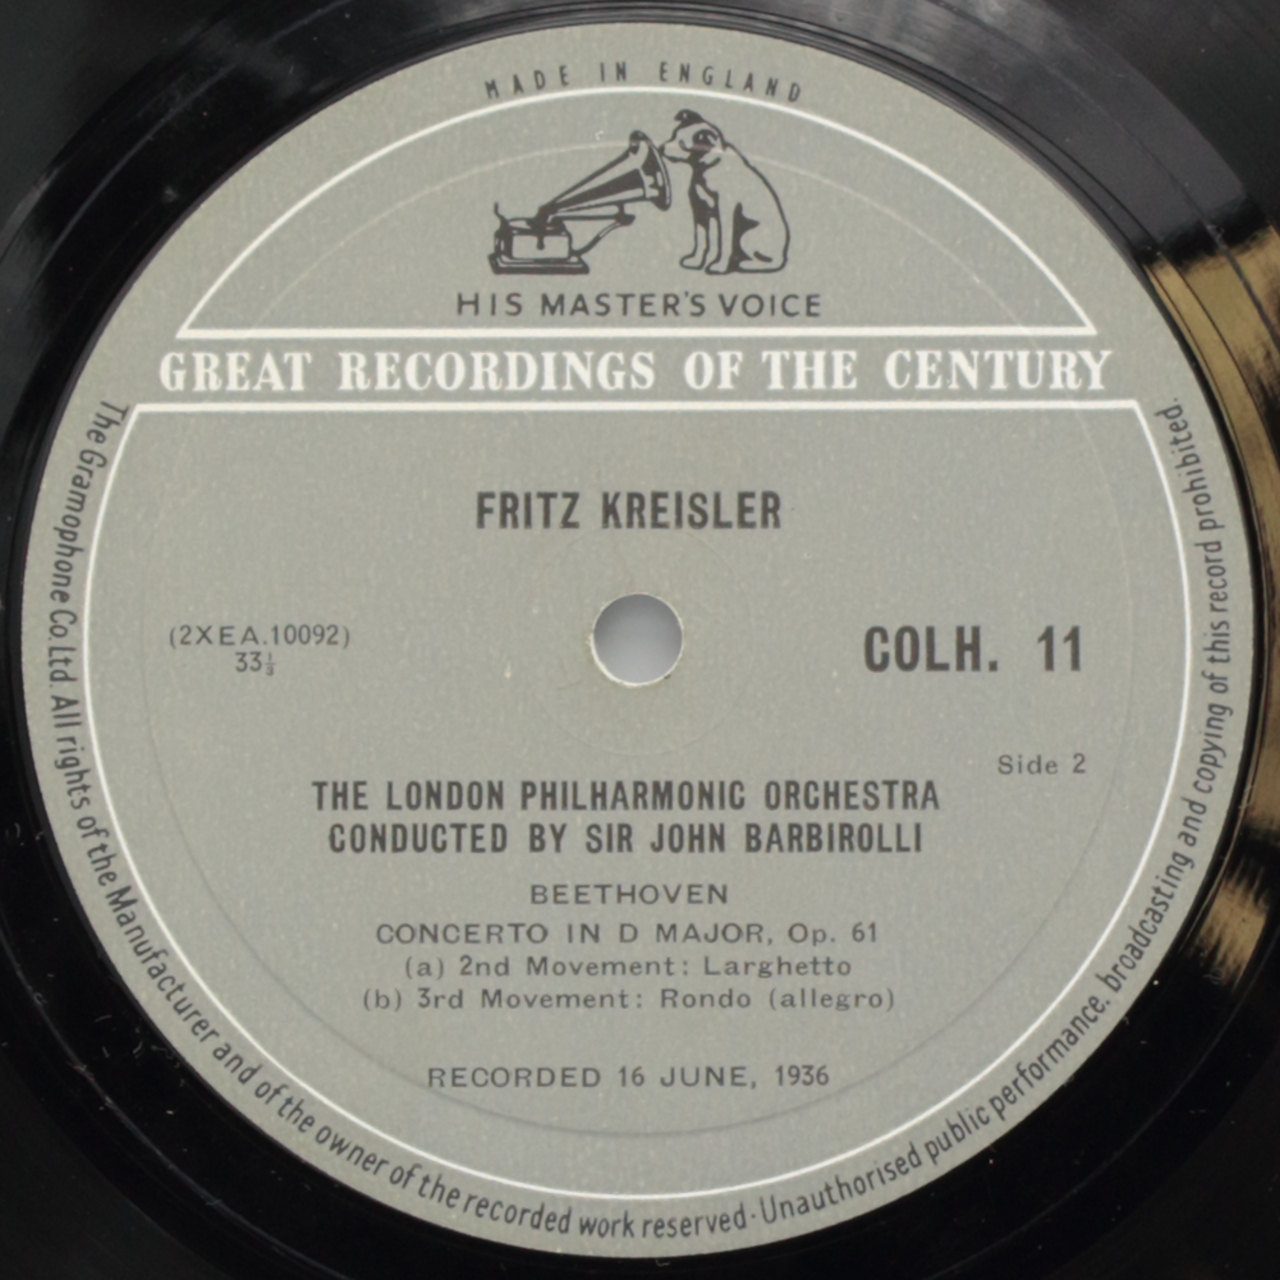 MADE IN ENGLAND
HIS MASTER'S VOICE
GREAT RECORDINGS OF THE CENTURY
FRITZ KREISLER
(2XEA.10092)
33⅓
COLH. 11
Side 2
THE LONDON PHILHARMONIC ORCHESTRA
CONDUCTED BY SIR JOHN BARBIROLLI
BEETHOVEN
CONCERTO IN D MAJOR, Op. 61
(a) 2nd Movement: Larghetto
(b) 3rd Movement: Rondo (allegro)
RECORDED 16 JUNE, 1936
The Gramophone Co. Ltd. All rights of the Manufacturer and of the owner of the recorded work reserved · Unauthorised public performance, broadcasting and copying of this record prohibited.